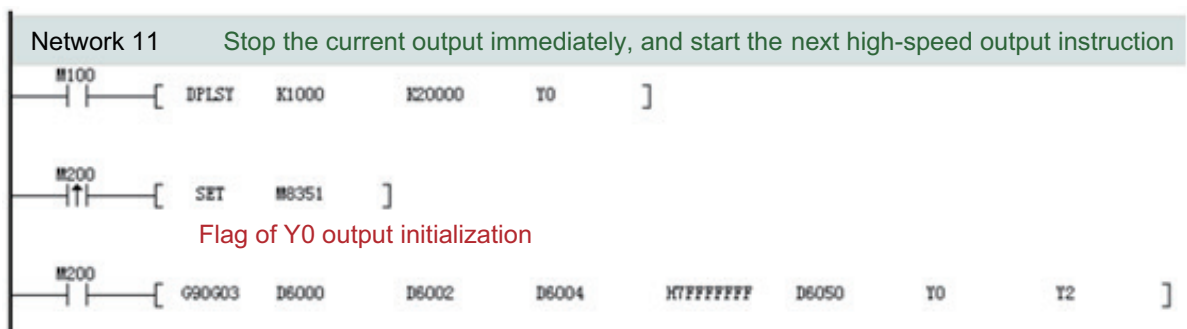 Network 11 Stop the current output immediately, and start the next high-speed output instruction
M100
[ DPLSY K1000 K20000 Y0 ]
M200
[ SET M8351 ]
Flag of Y0 output initialization
M200
[ G90G03 D6000 D6002 D6004 H7FFFFFFF D6050 Y0 Y2 ]